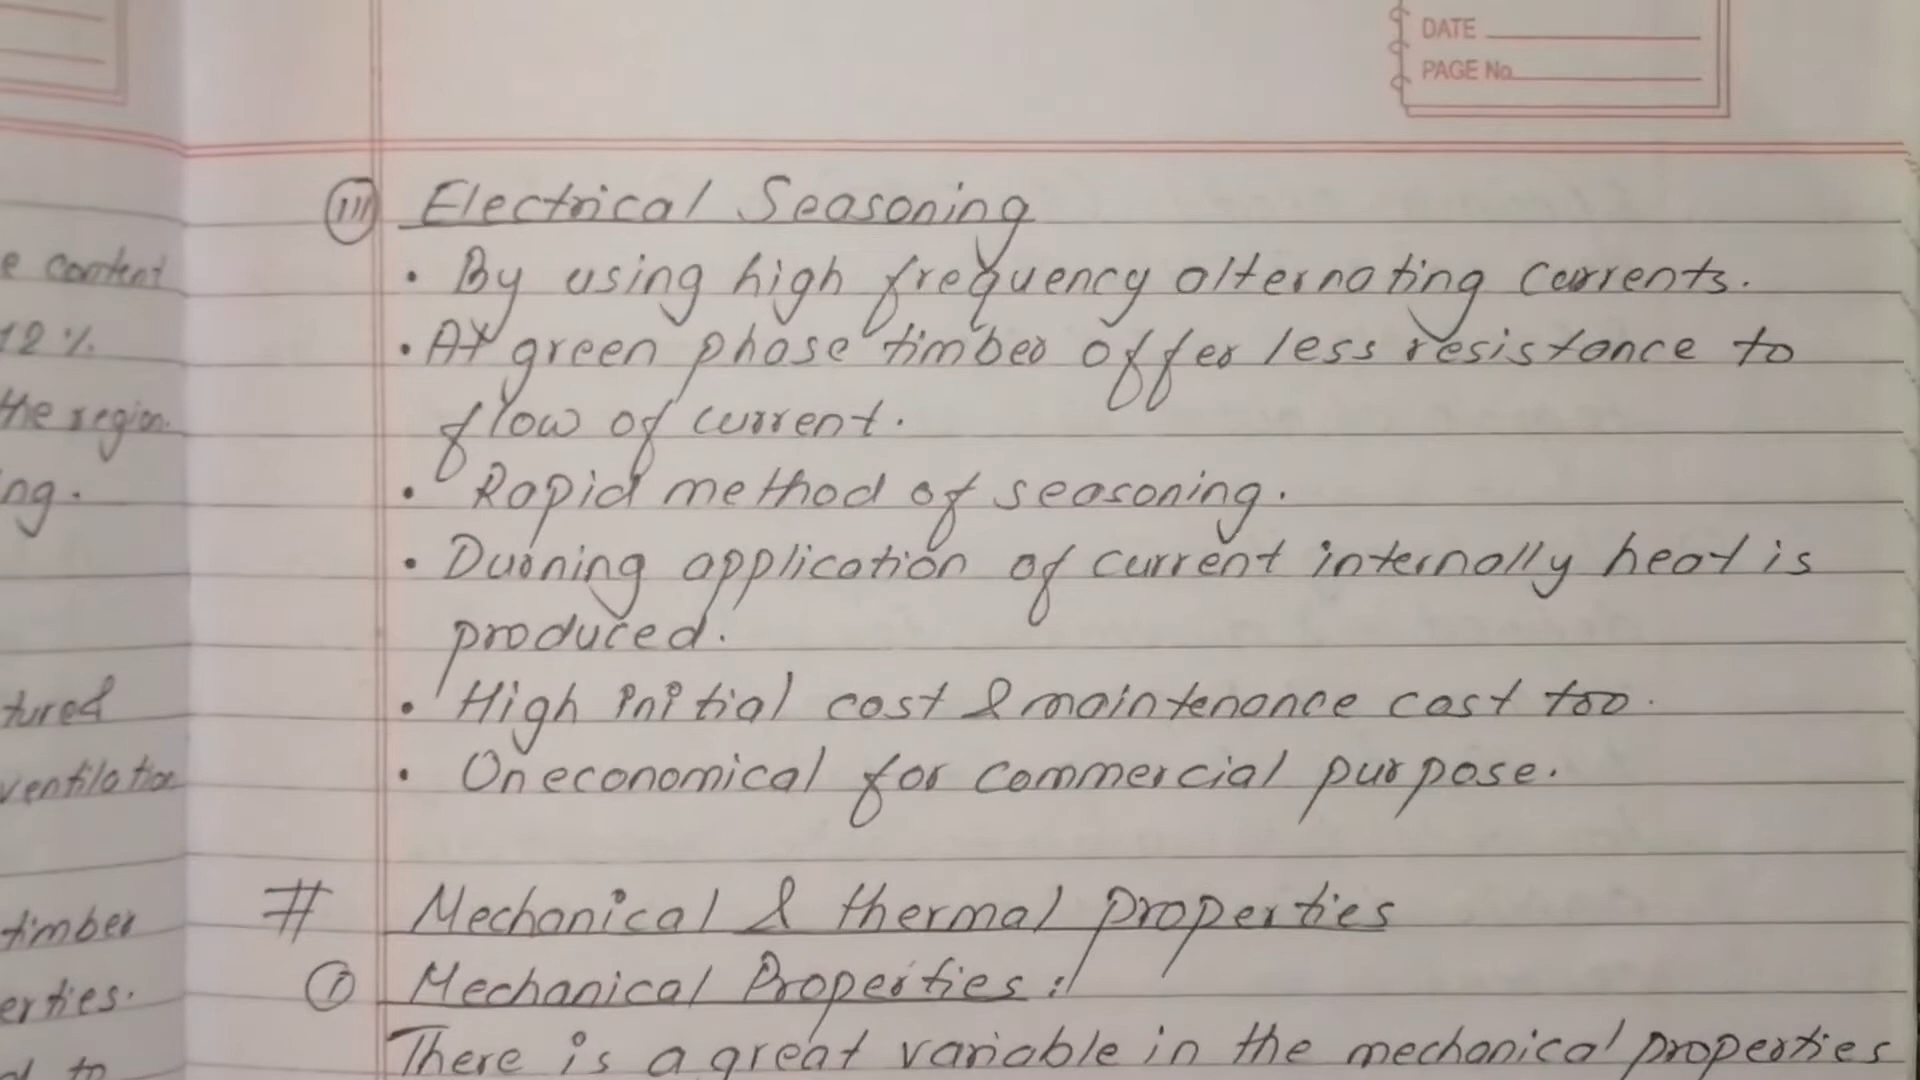 DATE
PAGE No.
e content
12 %.
the region.
ng.
tured
ventilation
timber
erties.
d to
(iii) Electrical Seasoning
• By using high frequency alternating currents.
• At green phase timber offer less resistance to
flow of current.
• Rapid method of seasoning.
• Duoning application of current internally heat is
produced.
• High initial cost & maintenance cost too.
• Oneconomical for commercial purpose.
# Mechanical & thermal properties
(i) Mechanical Properties :
There is a great variable in the mechanical properties